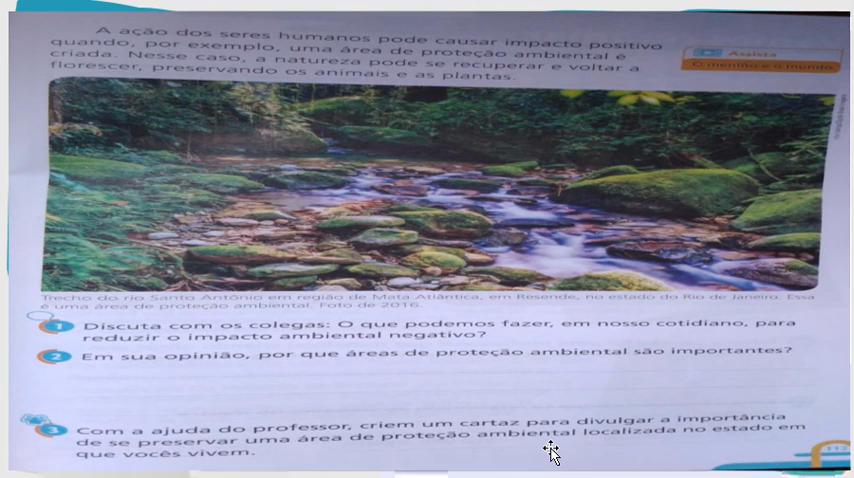 A ação dos seres humanos pode causar impacto positivo
quando, por exemplo, uma área de proteção ambiental é
criada. Nesse caso, a natureza pode se recuperar e voltar a
florescer, preservando os animais e as plantas.
Assista
O menino e o mundo
Trecho do rio Santo Antônio em região de Mata Atlântica, em Resende, no estado do Rio de Janeiro. Essa
é uma área de proteção ambiental. Foto de 2016.
1 Discuta com os colegas: O que podemos fazer, em nosso cotidiano, para
reduzir o impacto ambiental negativo?
2 Em sua opinião, por que áreas de proteção ambiental são importantes?
3 Com a ajuda do professor, criem um cartaz para divulgar a importância
de se preservar uma área de proteção ambiental localizada no estado em
que vocês vivem.